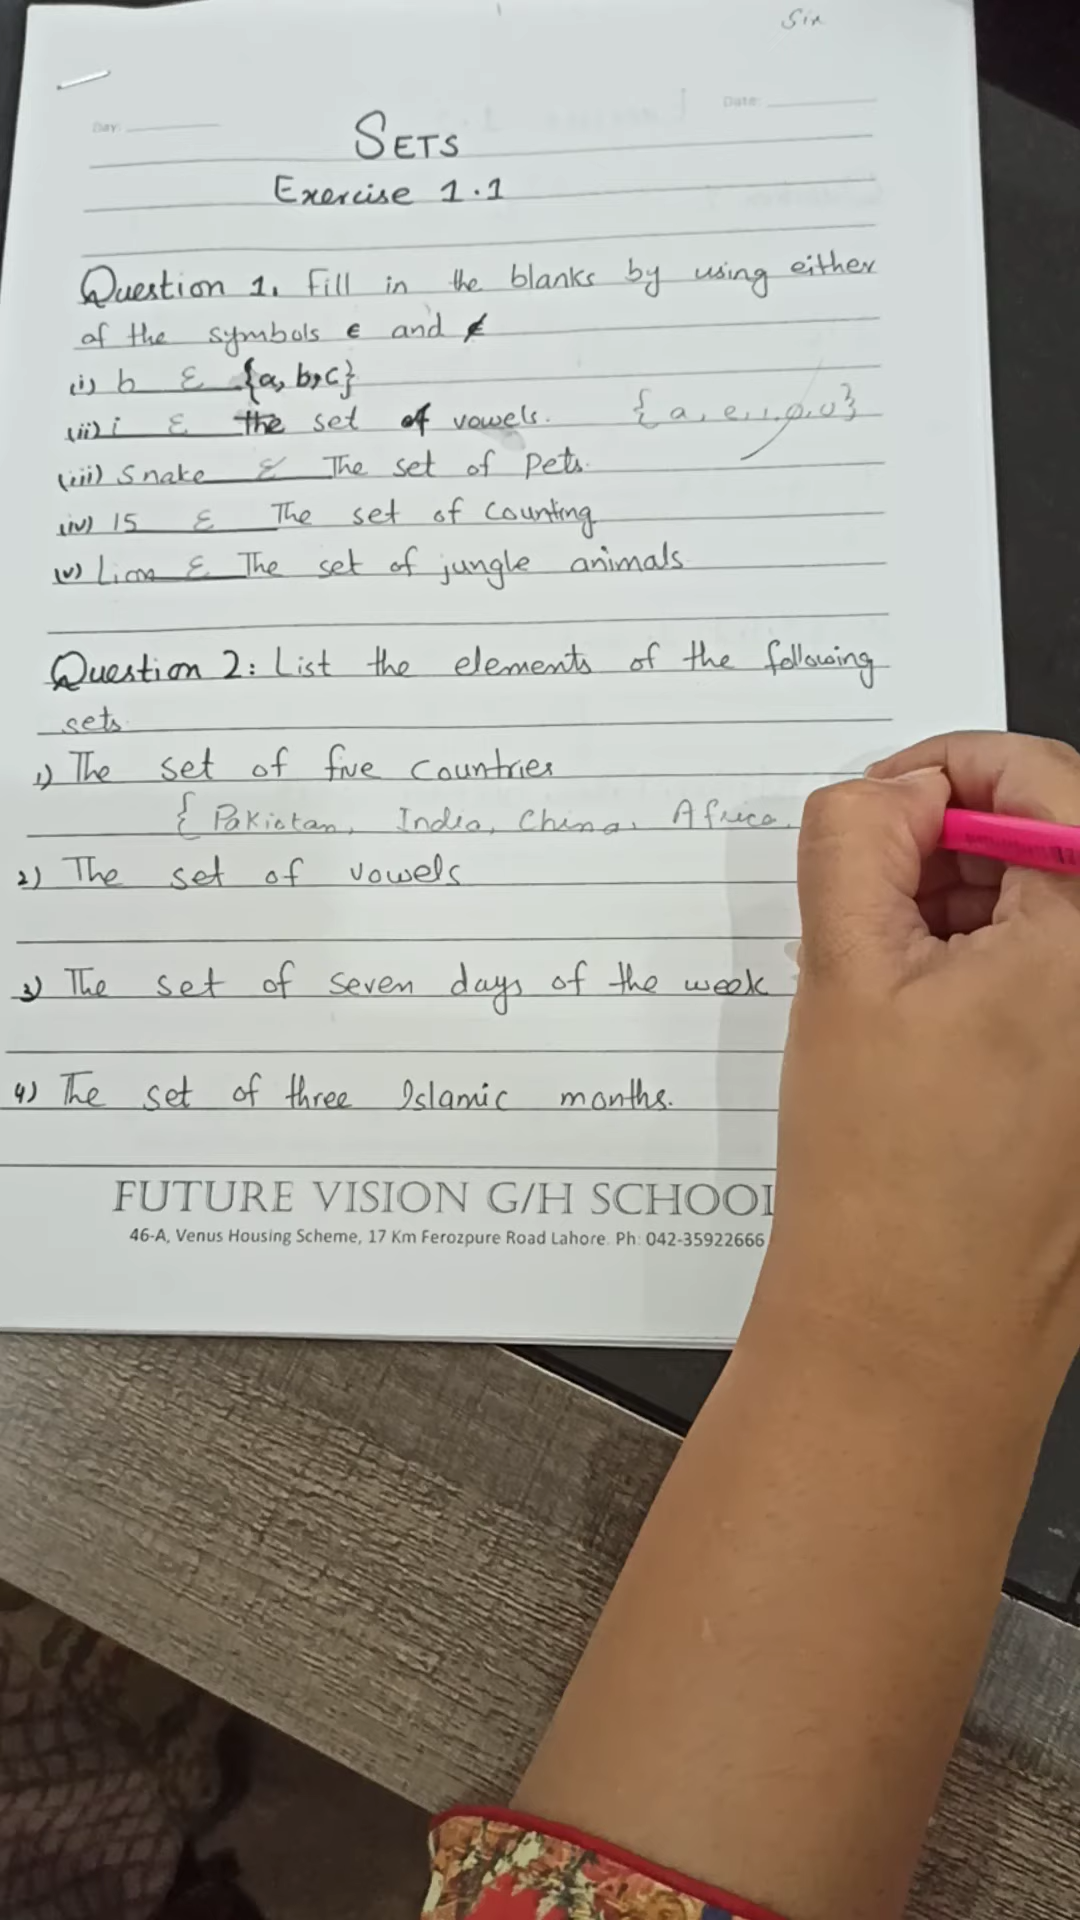 Sir
Day:
Date:
SETS
Exercise 1.1
Question 1. Fill in the blanks by using either
of the symbols ∈ and ∉
(i) b ∈ {a, b, c}
(ii) i ∈ the set of vowels. {a, e, i, o, u}
(iii) Snake ∉ The set of Pets.
(iv) 15 ∈ The set of Counting
(v) Lion ∈ The set of jungle animals
Question 2: List the elements of the following
sets.
1) The set of five Countries
{ Pakistan, India, China, Africa,
2) The set of vowels
3) The set of seven days of the week
4) The set of three Islamic months.
FUTURE VISION G/H SCHOOL
46-A, Venus Housing Scheme, 17 Km Ferozpure Road Lahore. Ph: 042-35922666